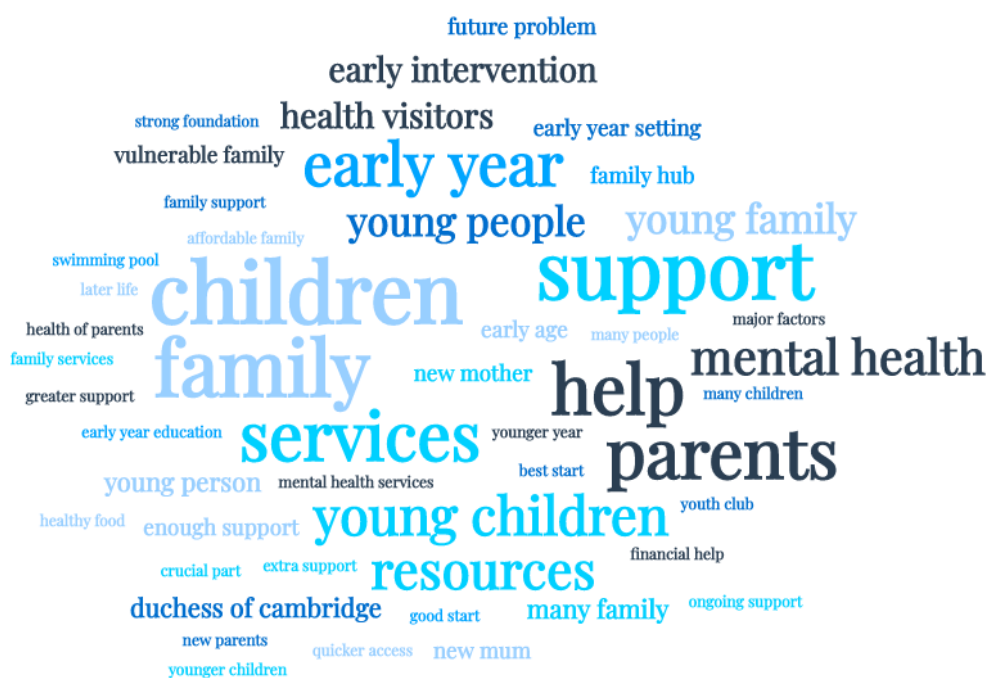 future problem
early intervention
health visitors
strong foundation
early year setting
vulnerable family
early year
family hub
family support
young people
young family
affordable family
swimming pool
children
support
later life
major factors
health of parents
early age
many people
family services
family
mental health
new mother
help
many children
greater support
early year education
services
younger year
parents
best start
young person
mental health services
youth club
healthy food
enough support
young children
financial help
crucial part
extra support
resources
duchess of cambridge
good start
many family
ongoing support
new parents
quicker access
new mum
younger children